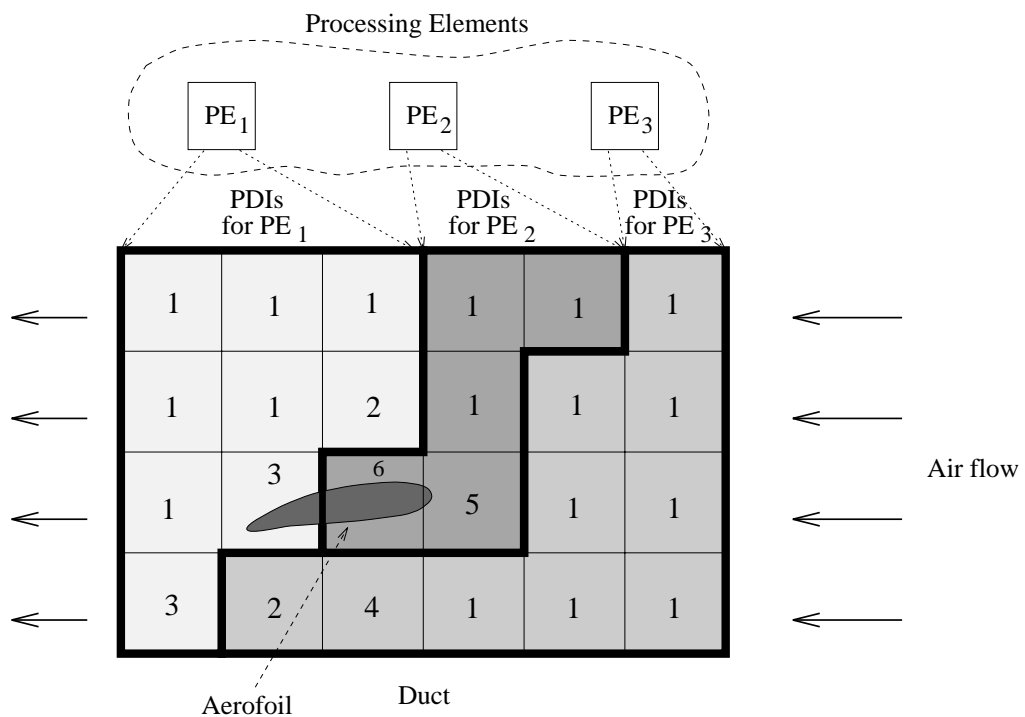 Processing Elements
PE1 PE2 PE3
PDIs PDIs PDIs
for PE 1 for PE 2 for PE 3
1 1 1 1 1 1
1 1 2 1 1 1
1 3 6 5 1 1
3 2 4 1 1 1
Air flow
Aerofoil Duct